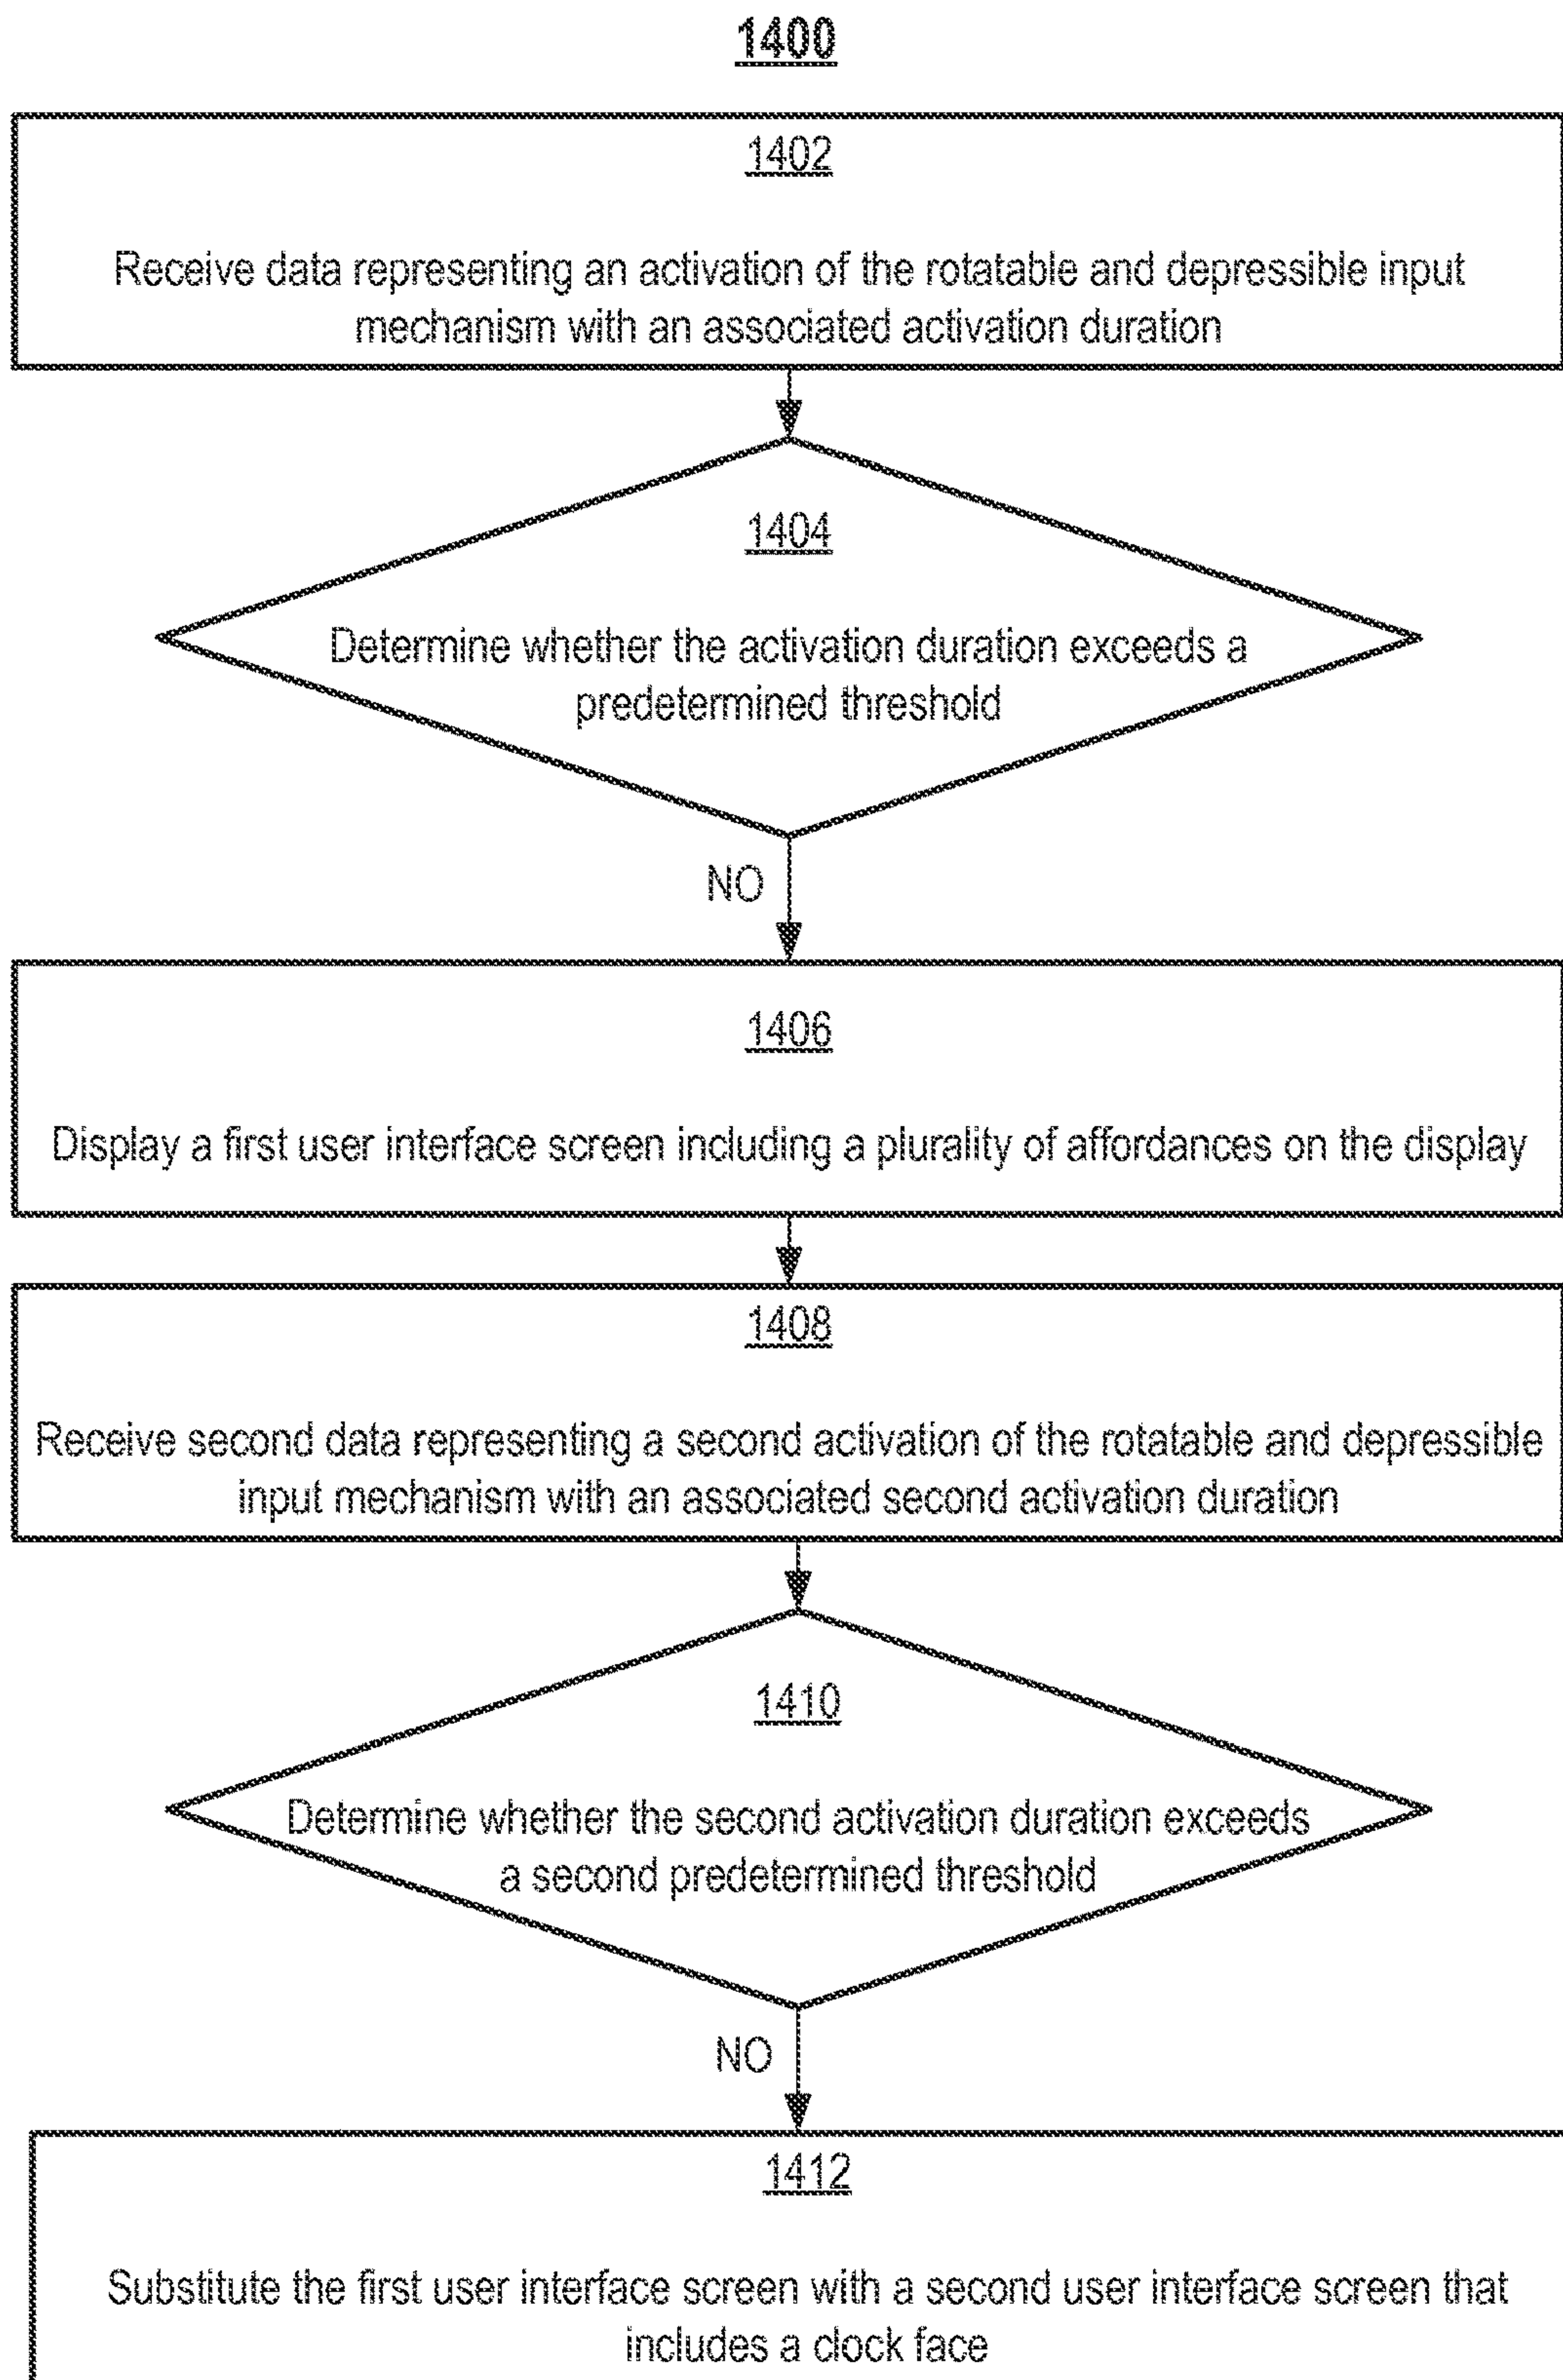 1400
1402
Receive data representing an activation of the rotatable and depressible input
mechanism with an associated activation duration
1404
Determine whether the activation duration exceeds a
predetermined threshold
NO
1406
Display a first user interface screen including a plurality of affordances on the display
1408
Receive second data representing a second activation of the rotatable and depressible
input mechanism with an associated second activation duration
1410
Determine whether the second activation duration exceeds
a second predetermined threshold
NO
1412
Substitute the first user interface screen with a second user interface screen that
includes a clock face